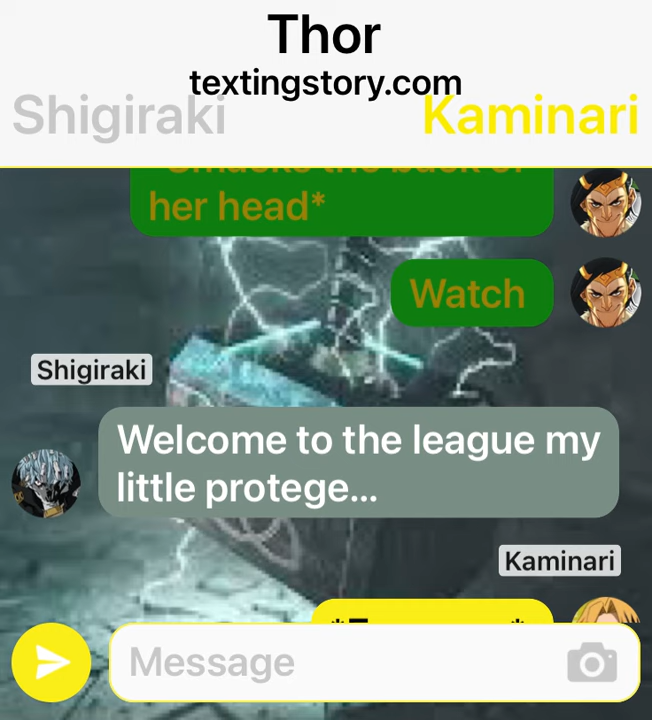 Thor
textingstory.com
Shigiraki
Kaminari
her head*
Watch
Shigiraki
Welcome to the league my
little protege...
Kaminari
Message